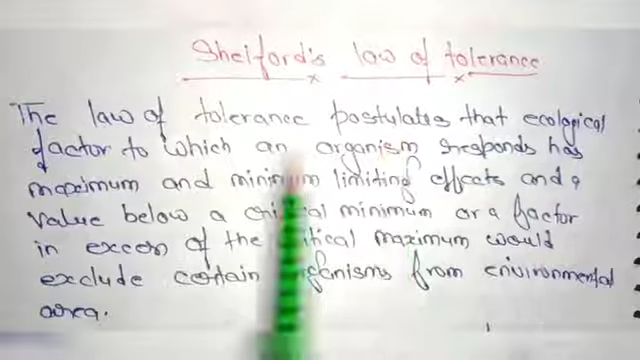 Shelford's law of tolerance
The law of tolerance postulates that ecological
factor to which an organism responds has
maximum and minimum limiting effects and a
value below a critical minimum or a factor
in excess of the critical maximum would
exclude certain organisms from environmental
area.